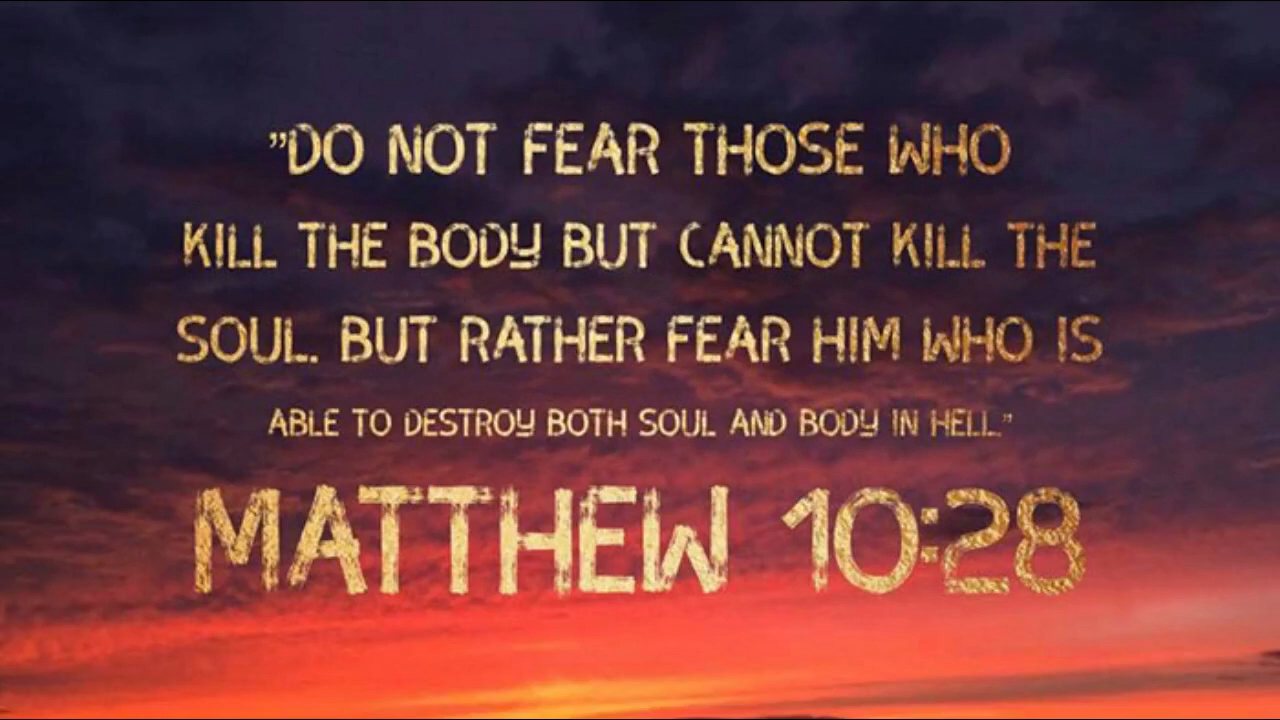 ”DO NOT FEAR THOSE WHO
KILL THE BODY BUT CANNOT KILL THE
SOUL. BUT RATHER FEAR HIM WHO IS
ABLE TO DESTROY BOTH SOUL AND BODY IN HELL.”
MATTHEW 10:28